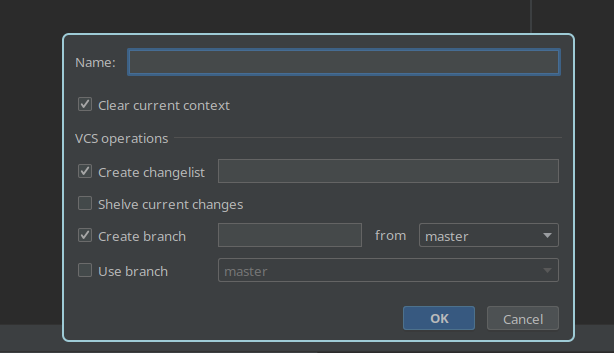 Name:
Clear current context
VCS operations
Create changelist
Shelve current changes
Create branch from master
Use branch master
OK Cancel